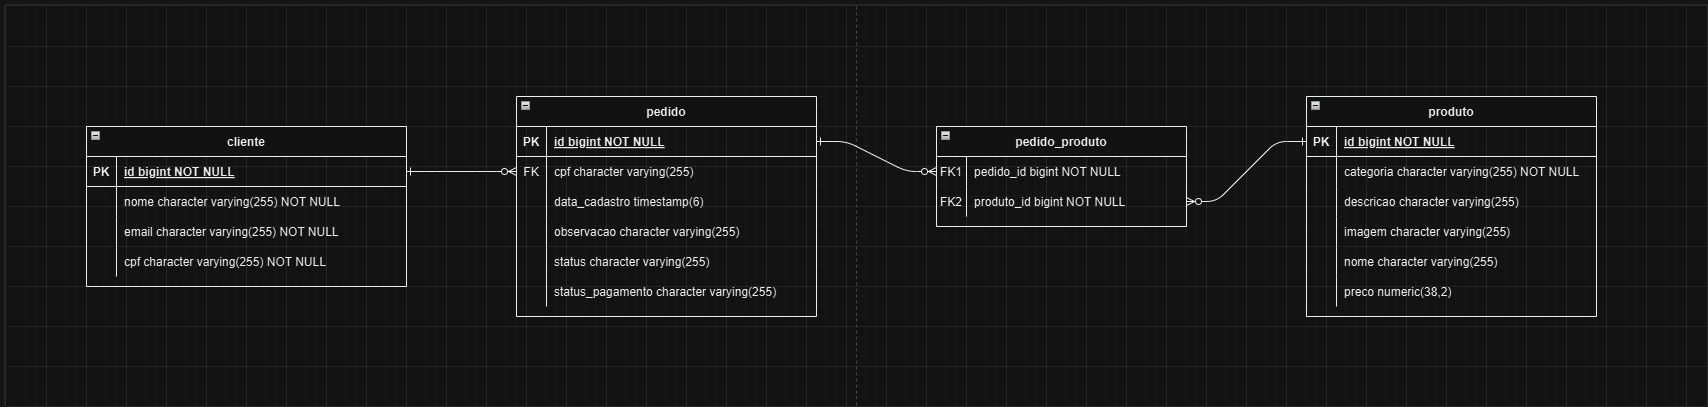 cliente
PK id bigint NOT NULL
nome character varying(255) NOT NULL
email character varying(255) NOT NULL
cpf character varying(255) NOT NULL
pedido
PK id bigint NOT NULL
FK cpf character varying(255)
data_cadastro timestamp(6)
observacao character varying(255)
status character varying(255)
status_pagamento character varying(255)
pedido_produto
FK1 pedido_id bigint NOT NULL
FK2 produto_id bigint NOT NULL
produto
PK id bigint NOT NULL
categoria character varying(255) NOT NULL
descricao character varying(255)
imagem character varying(255)
nome character varying(255)
preco numeric(38,2)